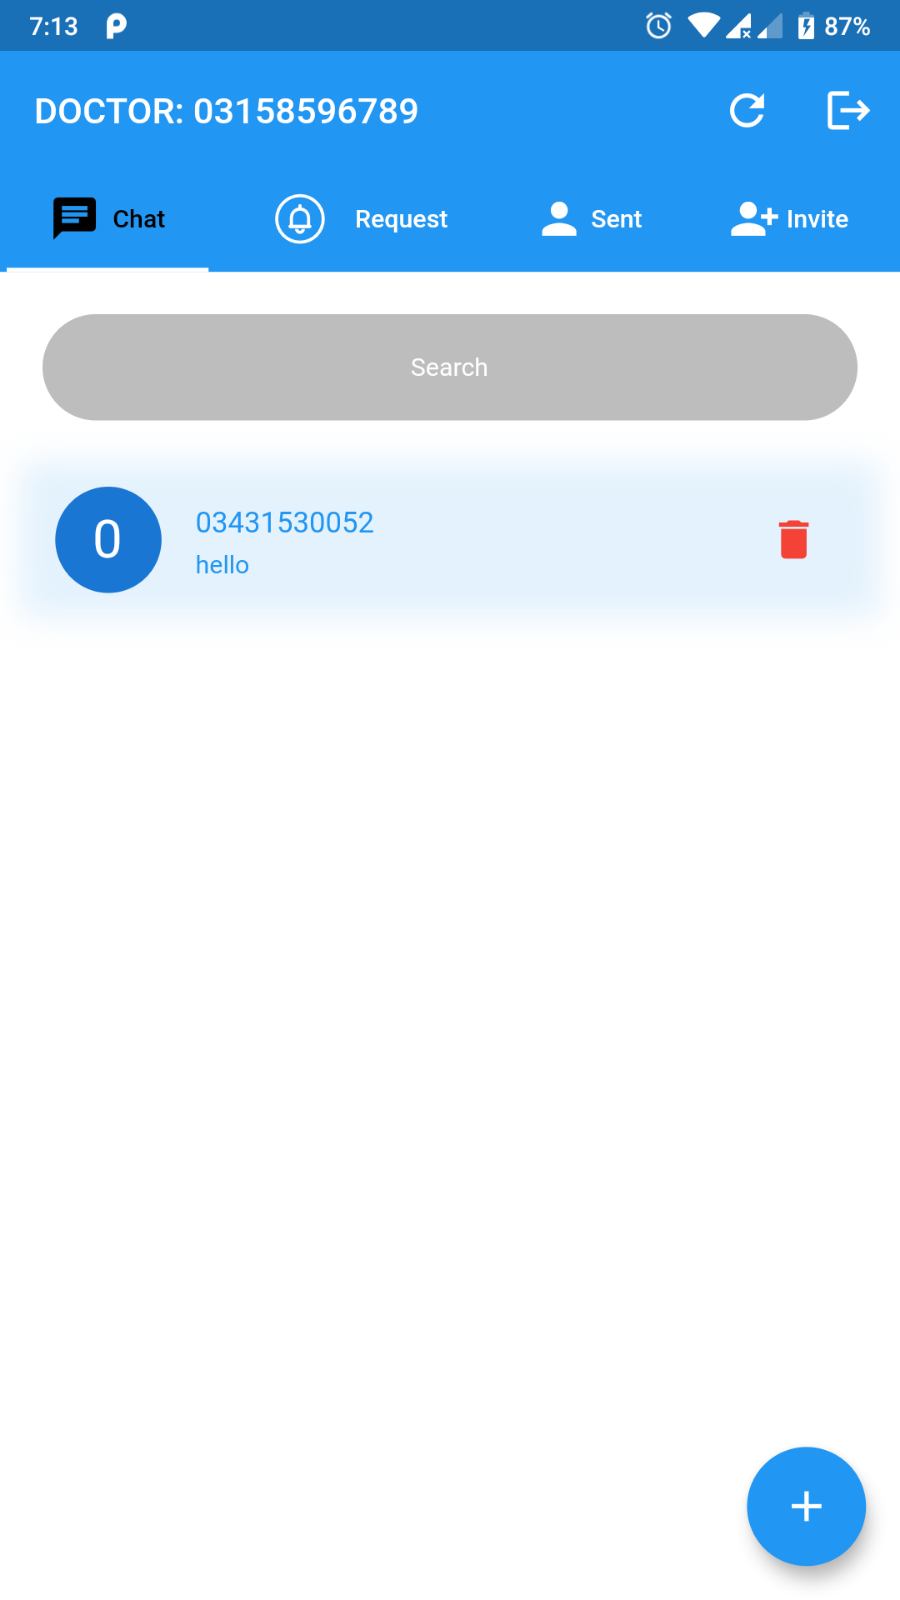 7:13 87%
DOCTOR: 03158596789
Chat Request Sent Invite
Search
0
03431530052
hello